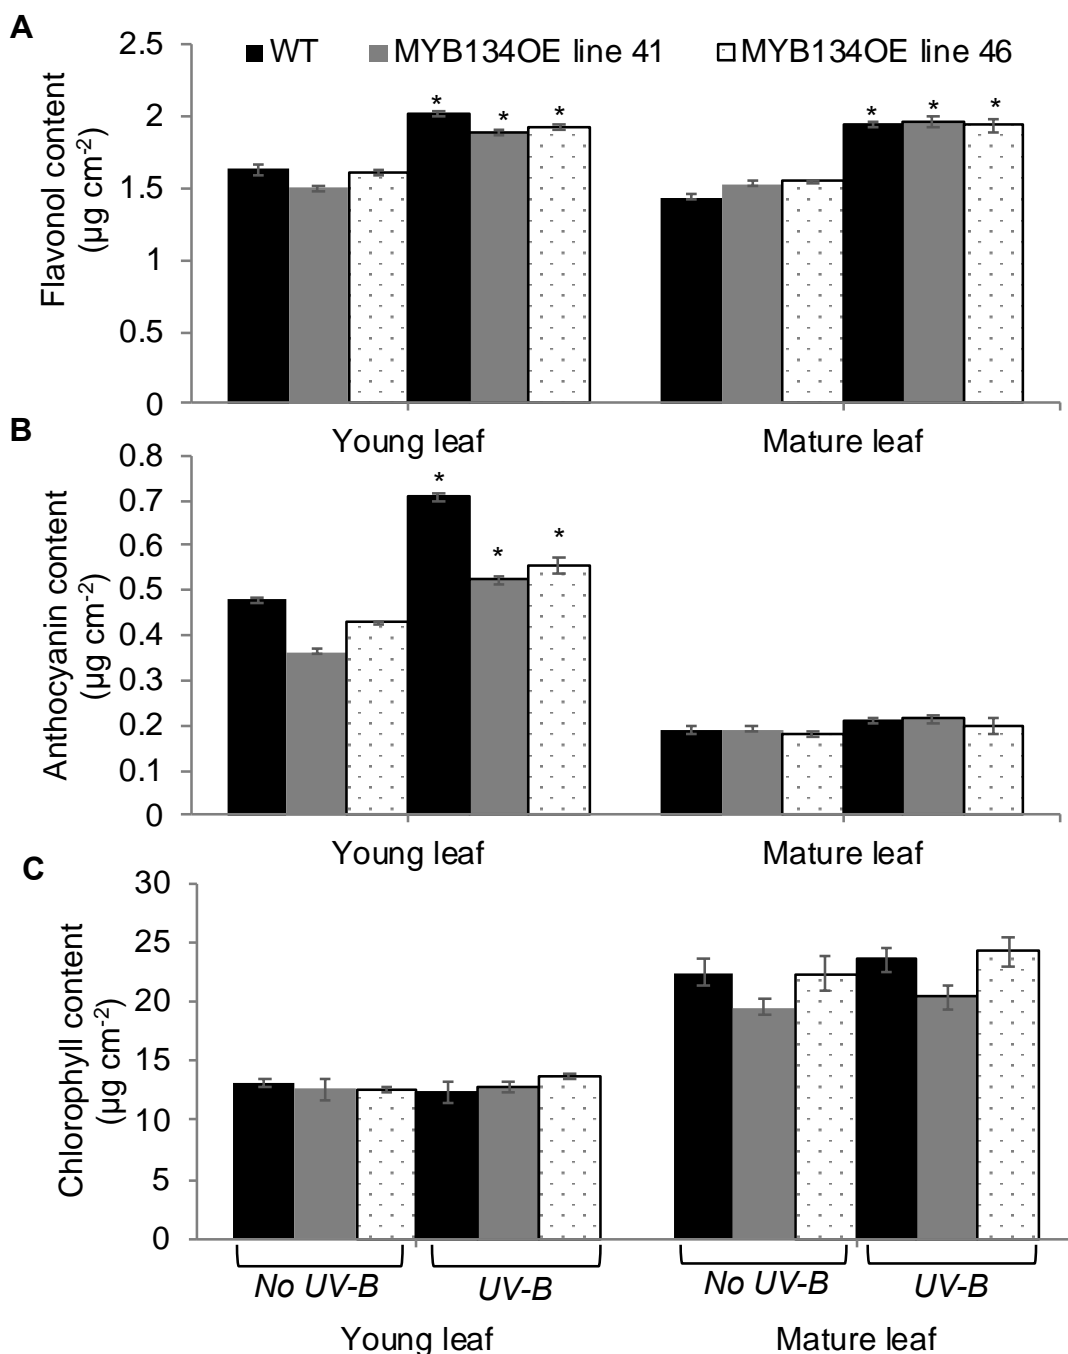 A
WT MYB134OE line 41 MYB134OE line 46
Flavonol content
(µg cm-2)
2.5
2
1.5
1
0.5
0
* * * * * *
Young leaf Mature leaf
B
Anthocyanin content
(µg cm-2)
0.8
0.7
0.6
0.5
0.4
0.3
0.2
0.1
0
* * *
Young leaf Mature leaf
C
Chlorophyll content
(µg cm-2)
30
25
20
15
10
5
0
No UV-B UV-B No UV-B UV-B
Young leaf Mature leaf